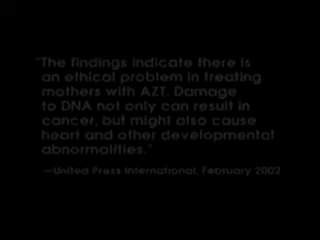 "The findings indicate there is
an ethical problem in treating
mothers with AZT. Damage
to DNA not only can result in
cancer, but might also cause
heart and other developmental
abnormalities."
—United Press International, February 2002